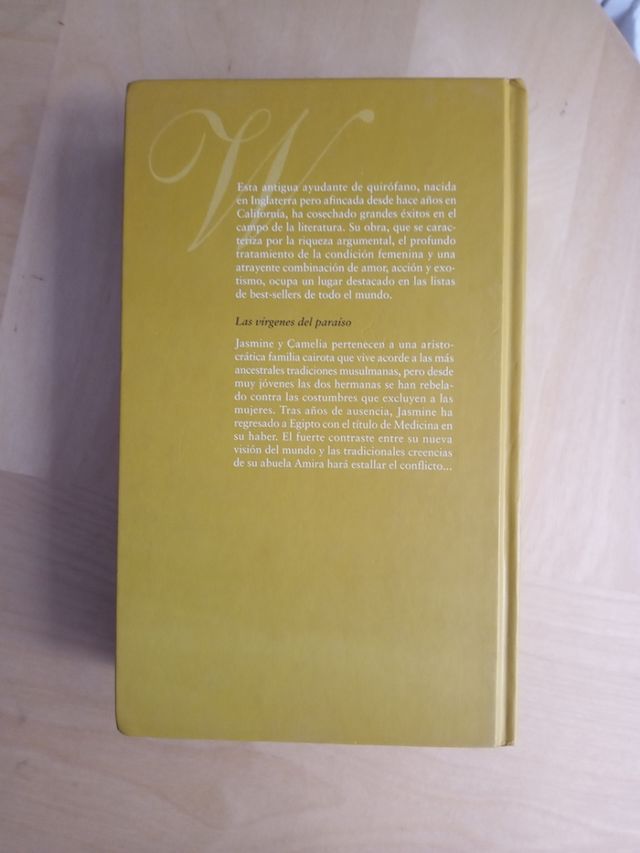 W
Esta antigua ayudante de quirófano, nacida
en Inglaterra pero afincada desde hace años en
California, ha cosechado grandes éxitos en el
campo de la literatura. Su obra, que se carac-
teriza por la riqueza argumental, el profundo
tratamiento de la condición femenina y una
atrayente combinación de amor, acción y exo-
tismo, ocupa un lugar destacado en las listas
de best-sellers de todo el mundo.
Las vírgenes del paraíso
Jasmine y Camelia pertenecen a una aristo-
crática familia cairota que vive acorde a las más
ancestrales tradiciones musulmanas, pero desde
muy jóvenes las dos hermanas se han rebela-
do contra las costumbres que excluyen a las
mujeres. Tras años de ausencia, Jasmine ha
regresado a Egipto con el título de Medicina en
su haber. El fuerte contraste entre su nueva
visión del mundo y las tradicionales creencias
de su abuela Amira hará estallar el conflicto...